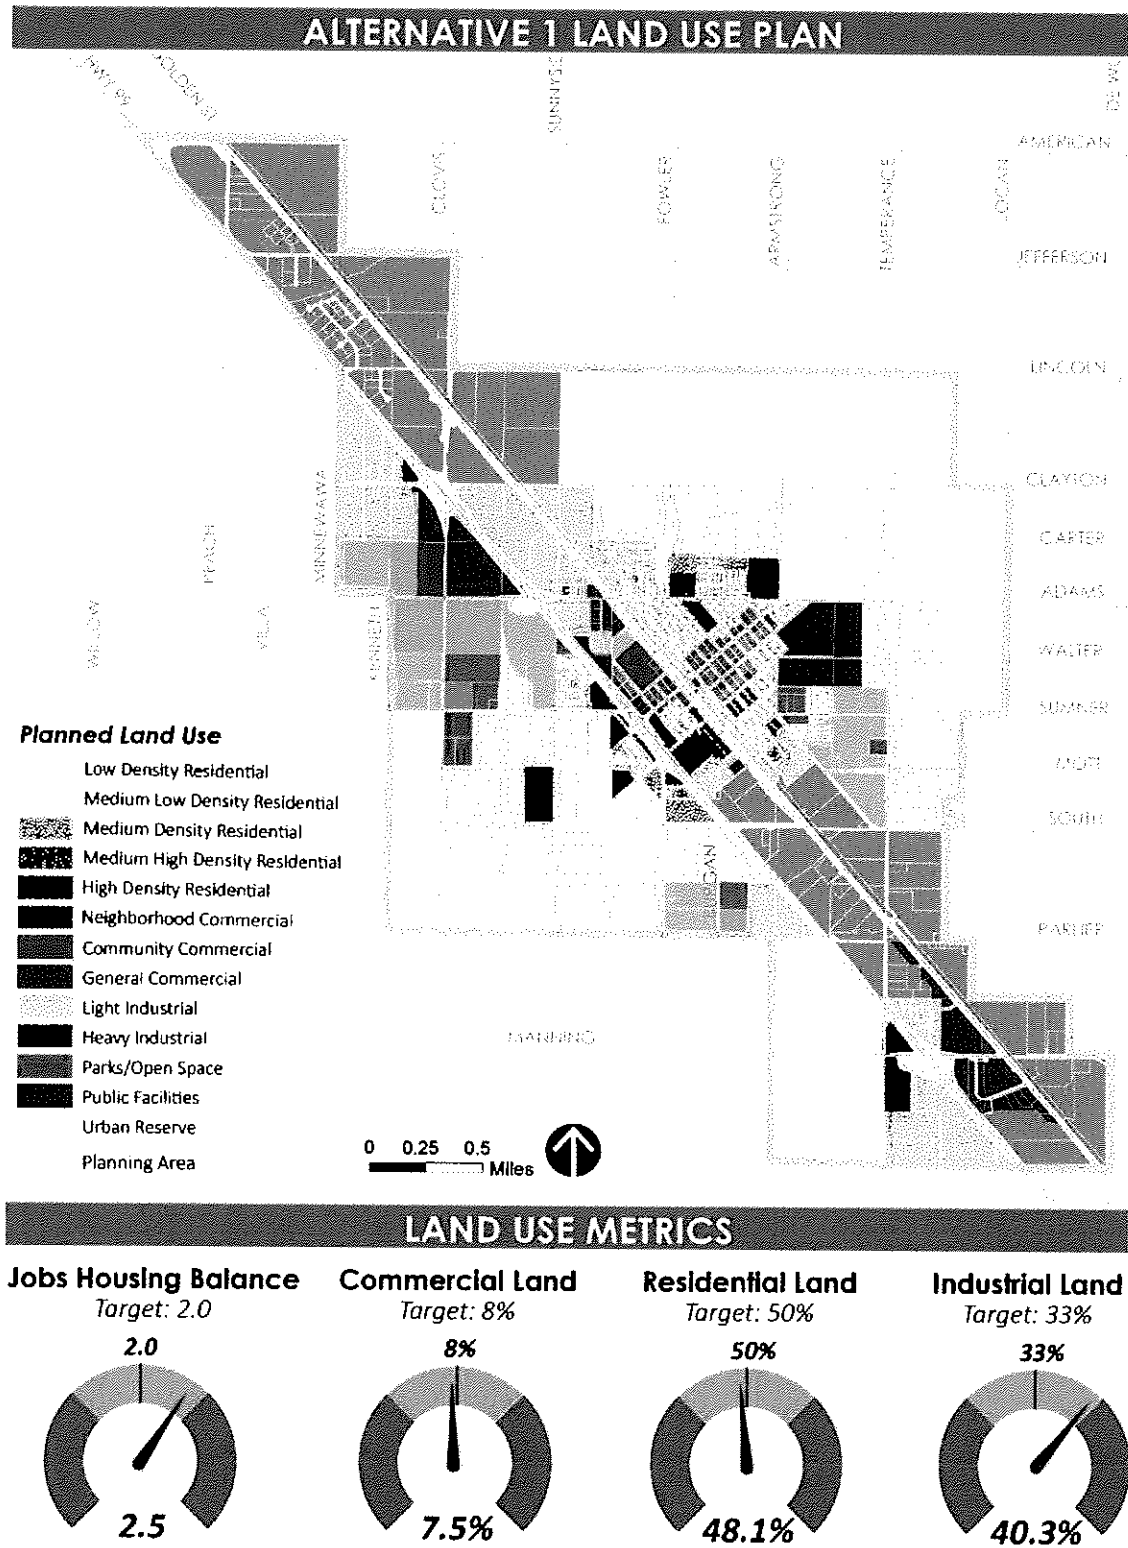 ALTERNATIVE 1 LAND USE PLAN
HWY 99
SUNNYS
AMERICAN
CLOVIS
FOWLER
ARMSTRONG
TEMPERANCE
JEFFERSON
LINCOLN
CLAYTON
CARTER
ADAMS
WALTER
SUMNER
SOUTH
MINNEWAWA
PEACH
WILLOW
MANNING
Planned Land Use
Low Density Residential
Medium Low Density Residential
Medium Density Residential
Medium High Density Residential
High Density Residential
Neighborhood Commercial
Community Commercial
General Commercial
Light Industrial
Heavy Industrial
Parks/Open Space
Public Facilities
Urban Reserve
Planning Area
0 0.25 0.5
Miles
LAND USE METRICS
Jobs Housing Balance
Target: 2.0
2.0
2.5
Commercial Land
Target: 8%
8%
7.5%
Residential Land
Target: 50%
50%
48.1%
Industrial Land
Target: 33%
33%
40.3%